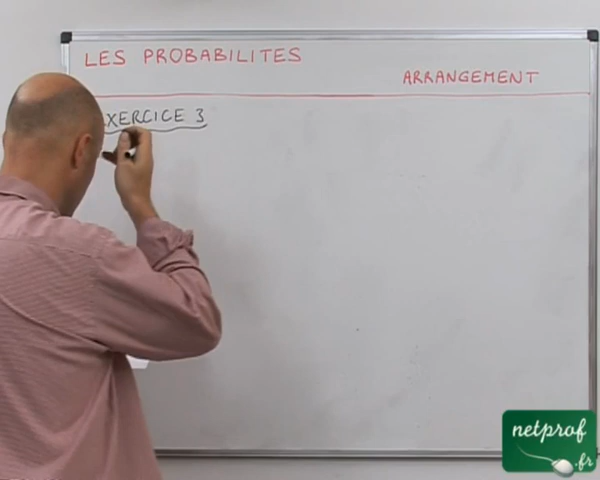 LES PROBABILITES
ARRANGEMENT
EXERCICE 3
netprof
.fr